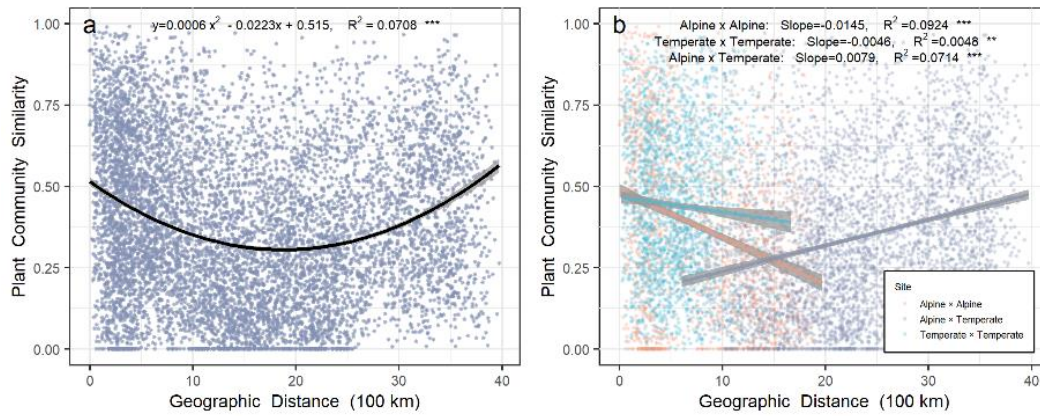 a
y=0.0006 x² - 0.0223x + 0.515, R² =0.0708 ***
1.00
0.75
0.50
0.25
0.00
Plant Community Similarity
0 10 20 30 40
Geographic Distance (100 km)
b
Alpine x Alpine: Slope=-0.0145, R² =0.0924 ***
Temperate x Temperate: Slope=-0.0046, R² =0.0048 **
Alpine x Temperate: Slope=0.0079, R² =0.0714 ***
1.00
0.75
0.50
0.25
0.00
Plant Community Similarity
Site
Alpine × Alpine
Alpine × Temperate
Temperate × Temperate
0 10 20 30 40
Geographic Distance (100 km)